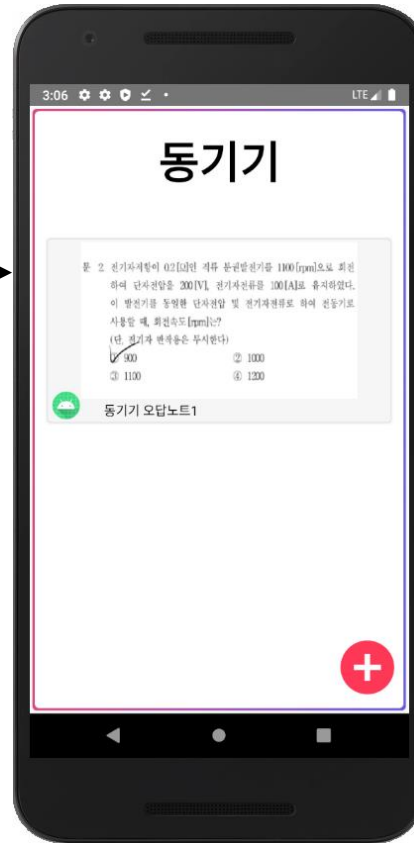 3:06 LTE
동기기
문 2. 전기자저항이 0.2[Ω]인 직류 분권발전기를 1100[rpm]으로 회전
하여 단자전압을 200[V], 전기자전류를 100[A]로 유지하였다.
이 발전기를 동일한 단자전압 및 전기자전류로 하여 전동기로
사용할 때, 회전속도[rpm]는?
(단, 전기자 반작용은 무시한다)
① 900 ② 1000
③ 1100 ④ 1200
동기기 오답노트1